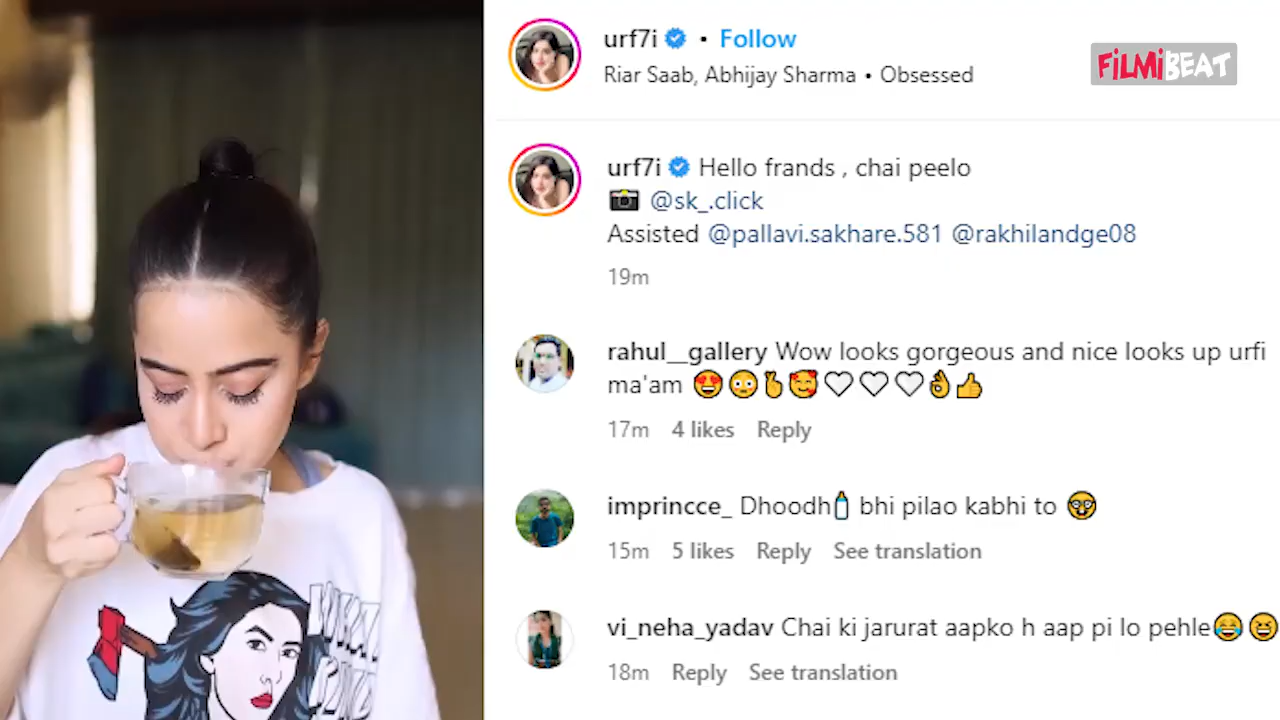 urf7i • Follow
FILMIBEAT
Riar Saab, Abhijay Sharma • Obsessed
urf7i Hello frands , chai peelo
📷 @sk_.click
Assisted @pallavi.sakhare.581 @rakhilandge08
19m
rahul__gallery Wow looks gorgeous and nice looks up urfi
ma'am 😍😳🫰🥰🤍🤍🤍👌👍
17m 4 likes Reply
imprincce_ Dhoodh🍼 bhi pilao kabhi to 🥸
15m 5 likes Reply See translation
vi_neha_yadav Chai ki jarurat aapko h aap pi lo pehle😂😆
18m Reply See translation